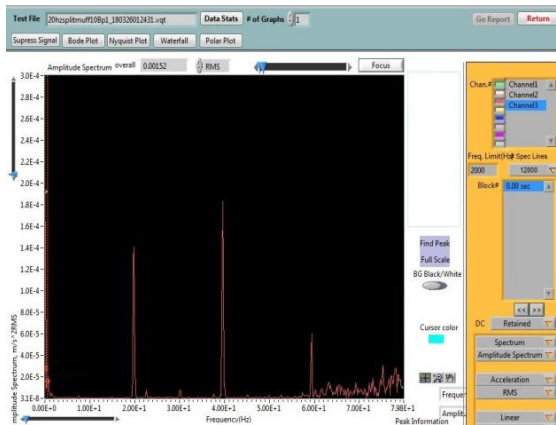 Test File 20hzsplitmuff10Bp1_180326012431.vqt Data Stats # of Graphs 1 Go Report Return
Supress Signal Bode Plot Nyquist Plot Waterfall Polar Plot
Amplitude Spectrum overall 0.00152 RMS Focus
3.0E-4
2.8E-4
2.6E-4
2.4E-4
2.2E-4
2.0E-4
1.8E-4
1.6E-4
1.4E-4
1.2E-4
1.0E-4
8.0E-5
6.0E-5
4.0E-5
2.0E-5
3.1E-8
mplitude Spectrum, m/s^2RMS
0.00E+0 1.00E+1 2.00E+1 3.00E+1 4.00E+1 5.00E+1 6.00E+1 7.98E+1
Frequency(Hz)
Find Peak
Full Scale
BG Black/White
Cursor color
Frequer
Amplit
Peak Information
Chan.# Channel1
Channel2
Channel3
Freq. Limit(Hz # Spec Lines
2000 12800
Block# 0.00 sec
<< >>
DC Retained
Spectrum
Amplitude Spectrum
Acceleration
RMS
Linear